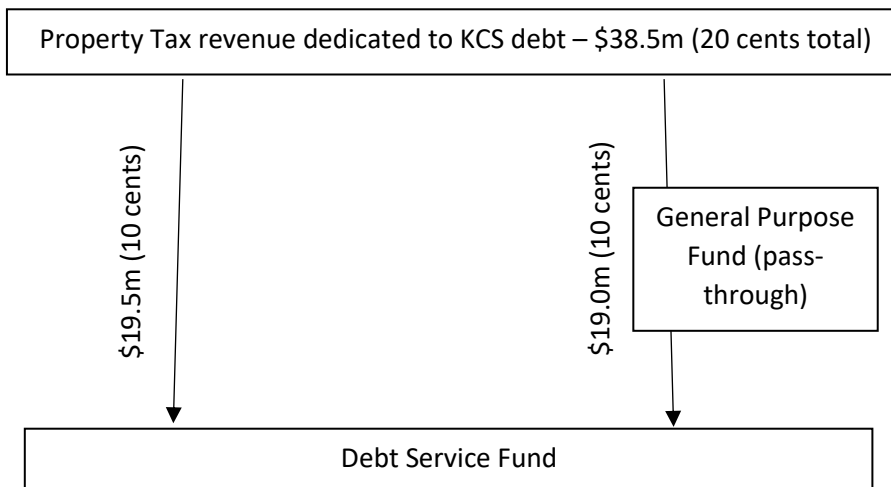 Property Tax revenue dedicated to KCS debt – $38.5m (20 cents total)
$19.5m (10 cents)
$19.0m (10 cents)
General Purpose
Fund (pass-
through)
Debt Service Fund